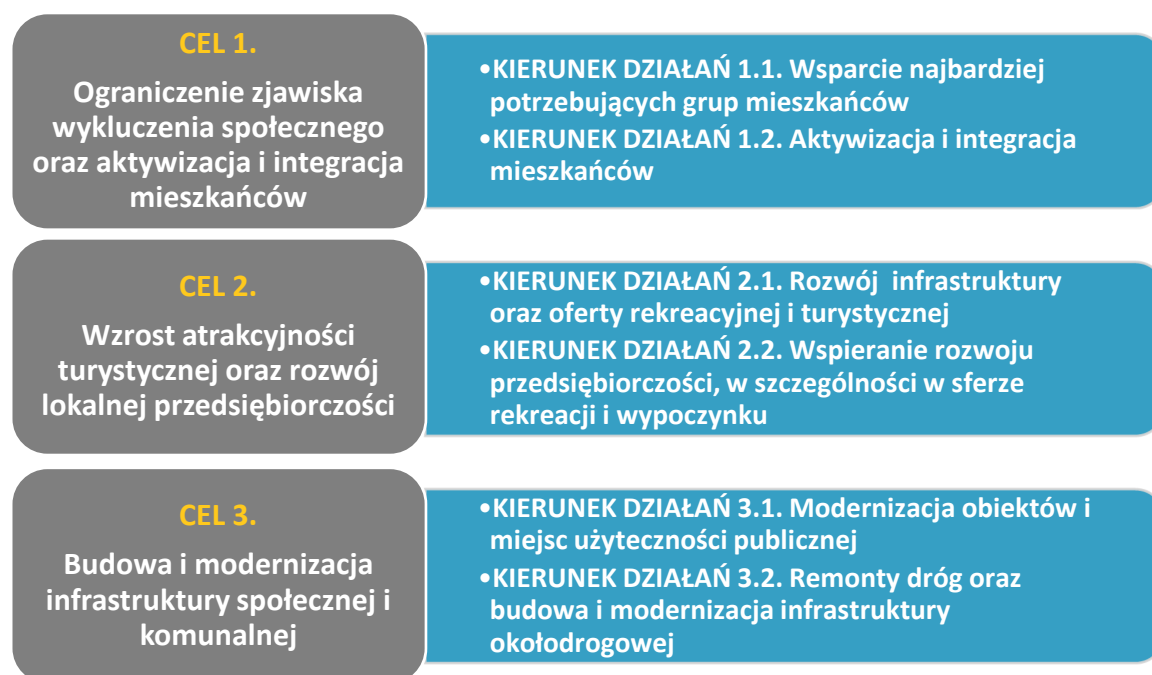 CEL 1.
Ograniczenie zjawiska
wykluczenia społecznego
oraz aktywizacja i integracja
mieszkańców
•KIERUNEK DZIAŁAŃ 1.1. Wsparcie najbardziej
potrzebujących grup mieszkańców
•KIERUNEK DZIAŁAŃ 1.2. Aktywizacja i integracja
mieszkańców
CEL 2.
Wzrost atrakcyjności
turystycznej oraz rozwój
lokalnej przedsiębiorczości
•KIERUNEK DZIAŁAŃ 2.1. Rozwój  infrastruktury
oraz oferty rekreacyjnej i turystycznej
•KIERUNEK DZIAŁAŃ 2.2. Wspieranie rozwoju
przedsiębiorczości, w szczególności w sferze
rekreacji i wypoczynku
CEL 3.
Budowa i modernizacja
infrastruktury społecznej i
komunalnej
•KIERUNEK DZIAŁAŃ 3.1. Modernizacja obiektów i
miejsc użyteczności publicznej
•KIERUNEK DZIAŁAŃ 3.2. Remonty dróg oraz
budowa i modernizacja infrastruktury
okołodrogowej